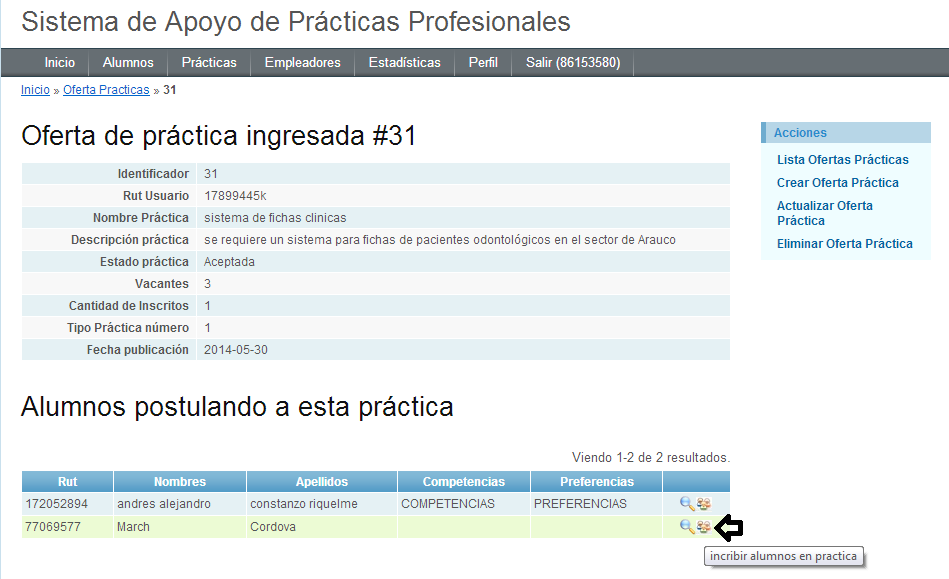 Sistema de Apoyo de Prácticas Profesionales
Inicio Alumnos Prácticas Empleadores Estadísticas Perfil Salir (86153580)
Inicio » Oferta Practicas » 31
Oferta de práctica ingresada #31
Identificador 31
Rut Usuario 17899445k
Nombre Práctica sistema de fichas clinicas
Descripción práctica se requiere un sistema para fichas de pacientes odontológicos en el sector de Arauco
Estado práctica Aceptada
Vacantes 3
Cantidad de Inscritos 1
Tipo Práctica número 1
Fecha publicación 2014-05-30
Acciones
Lista Ofertas Prácticas
Crear Oferta Práctica
Actualizar Oferta
Práctica
Eliminar Oferta Práctica
Alumnos postulando a esta práctica
Viendo 1-2 de 2 resultados.
Rut Nombres Apellidos Competencias Preferencias
172052894 andres alejandro constanzo riquelme COMPETENCIAS PREFERENCIAS
77069577 March Cordova
incribir alumnos en practica